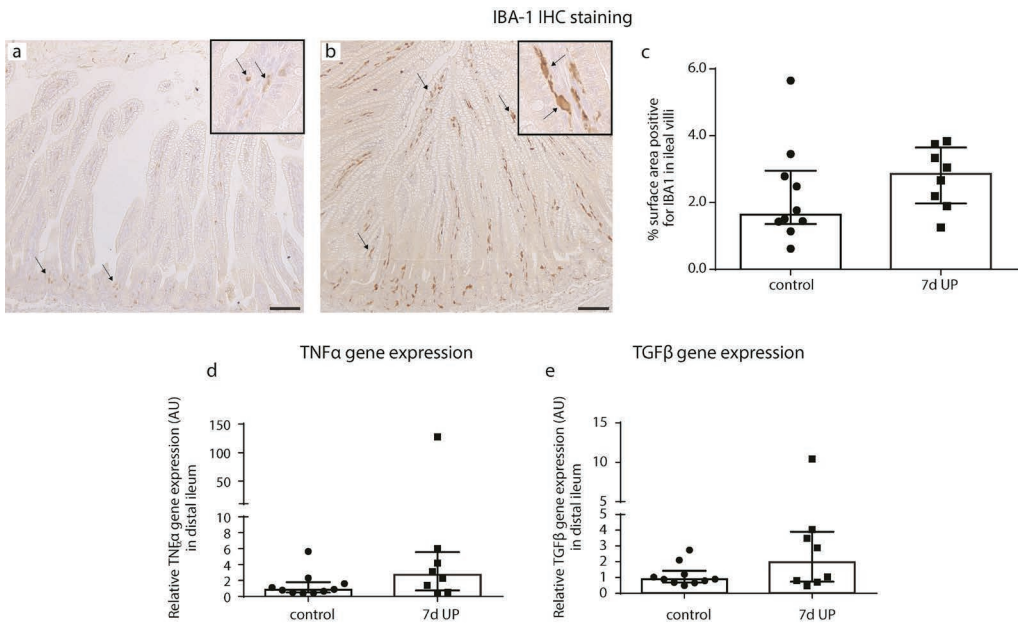 IBA-1 IHC staining
a
b
c
% surface area positive
for IBA1 in ileal villi
6.0
4.0
2.0
0.0
control
7d UP
TNFα gene expression
d
Relative TNFα gene expression (AU)
in distal ileum
150
100
50
6
4
2
0
control
7d UP
TGFβ gene expression
e
Relative TGFβ gene expression (AU)
in distal ileum
15
10
5
4
3
2
1
0
control
7d UP